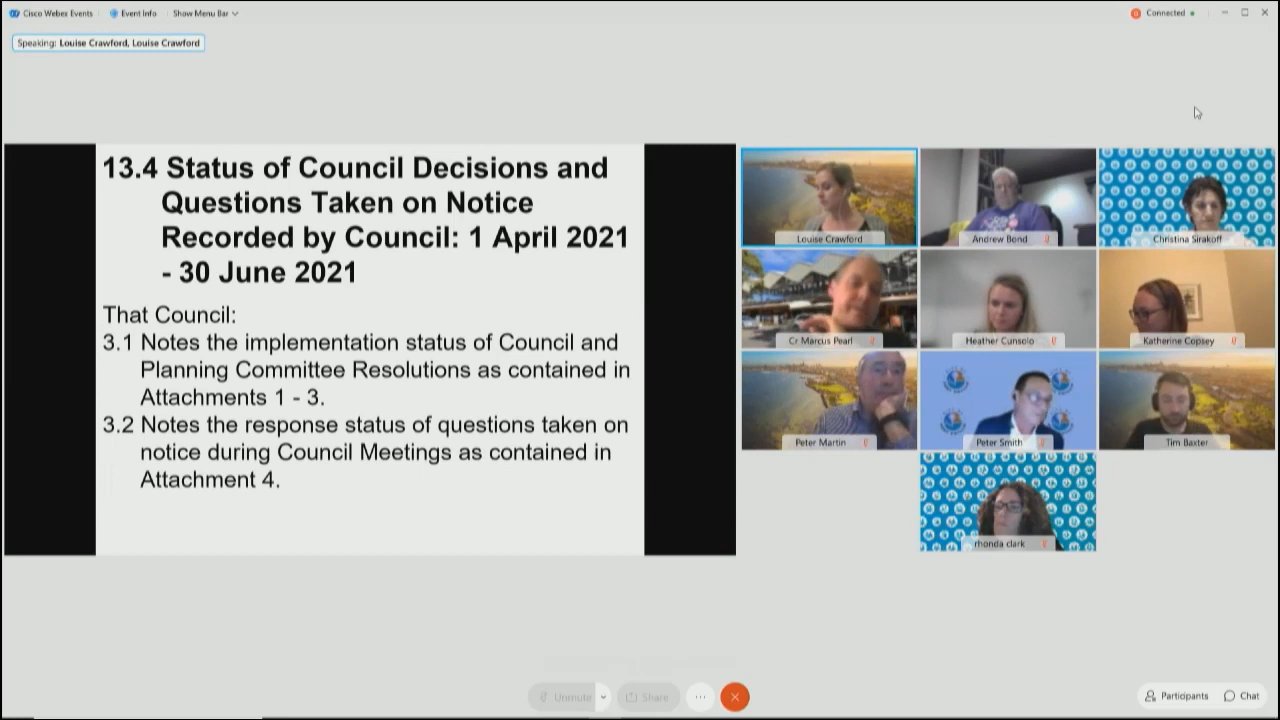 Cisco Webex Events Event Info Show Menu Bar Connected
Speaking: Louise Crawford, Louise Crawford
13.4 Status of Council Decisions and
Questions Taken on Notice
Recorded by Council: 1 April 2021
- 30 June 2021
That Council:
3.1 Notes the implementation status of Council and
Planning Committee Resolutions as contained in
Attachments 1 - 3.
3.2 Notes the response status of questions taken on
notice during Council Meetings as contained in
Attachment 4.
Louise Crawford Andrew Bond Christina Sirakoff
Cr Marcus Pearl Heather Cunsolo Katherine Copsey
Peter Martin Peter Smith Tim Baxter
rhonda clark
Unmute Share Participants Chat